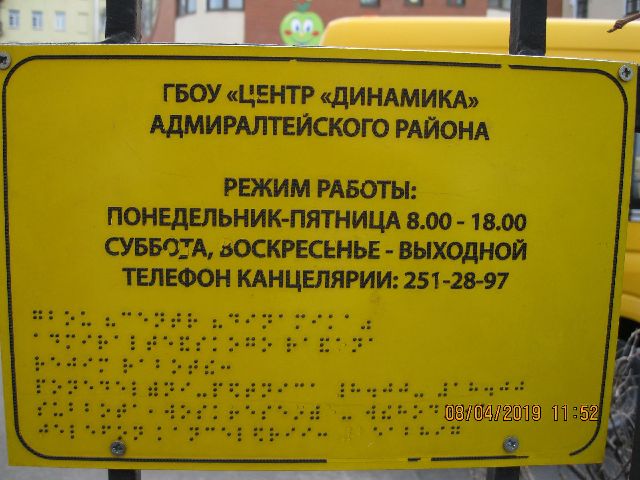 ГБОУ «ЦЕНТР «ДИНАМИКА»
АДМИРАЛТЕЙСКОГО РАЙОНА
РЕЖИМ РАБОТЫ:
ПОНЕДЕЛЬНИК-ПЯТНИЦА 8.00 - 18.00
СУББОТА, ВОСКРЕСЕНЬЕ - ВЫХОДНОЙ
ТЕЛЕФОН КАНЦЕЛЯРИИ: 251-28-97
08/04/2019 11:52